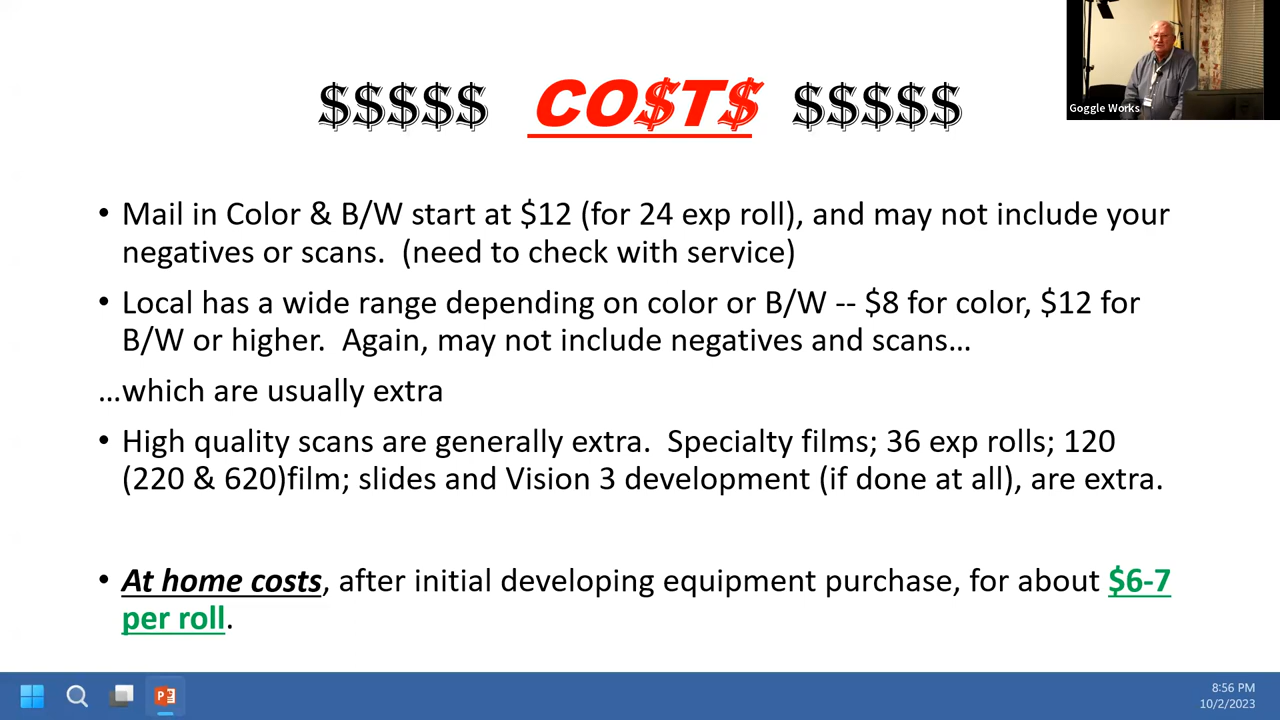 Goggle Works
$$$$$ CO$T$ $$$$$
• Mail in Color & B/W start at $12 (for 24 exp roll), and may not include your
negatives or scans.  (need to check with service)
• Local has a wide range depending on color or B/W -- $8 for color, $12 for
B/W or higher.  Again, may not include negatives and scans…
…which are usually extra
• High quality scans are generally extra.  Specialty films; 36 exp rolls; 120
(220 & 620)film; slides and Vision 3 development (if done at all), are extra.
• At home costs, after initial developing equipment purchase, for about $6-7
per roll.
8:56 PM
10/2/2023